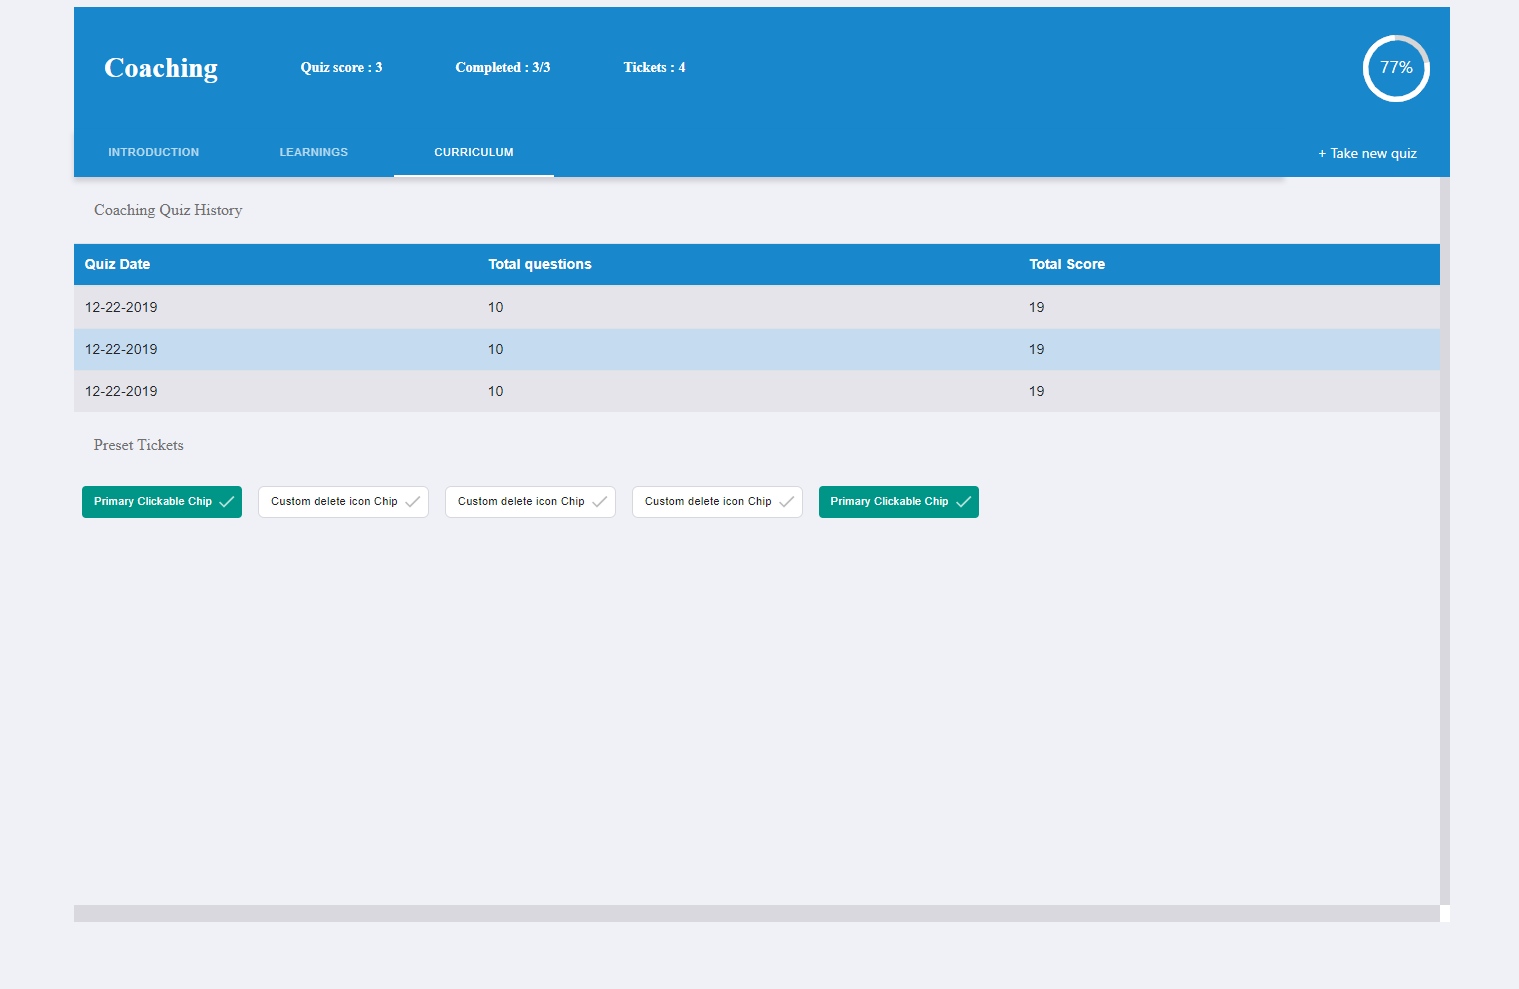 Coaching
Quiz score : 3
Completed : 3/3
Tickets : 4
77%
INTRODUCTION
LEARNINGS
CURRICULUM
+ Take new quiz
Coaching Quiz History
Quiz Date Total questions Total Score
12-22-2019 10 19
12-22-2019 10 19
12-22-2019 10 19
Preset Tickets
Primary Clickable Chip
Custom delete icon Chip
Custom delete icon Chip
Custom delete icon Chip
Primary Clickable Chip